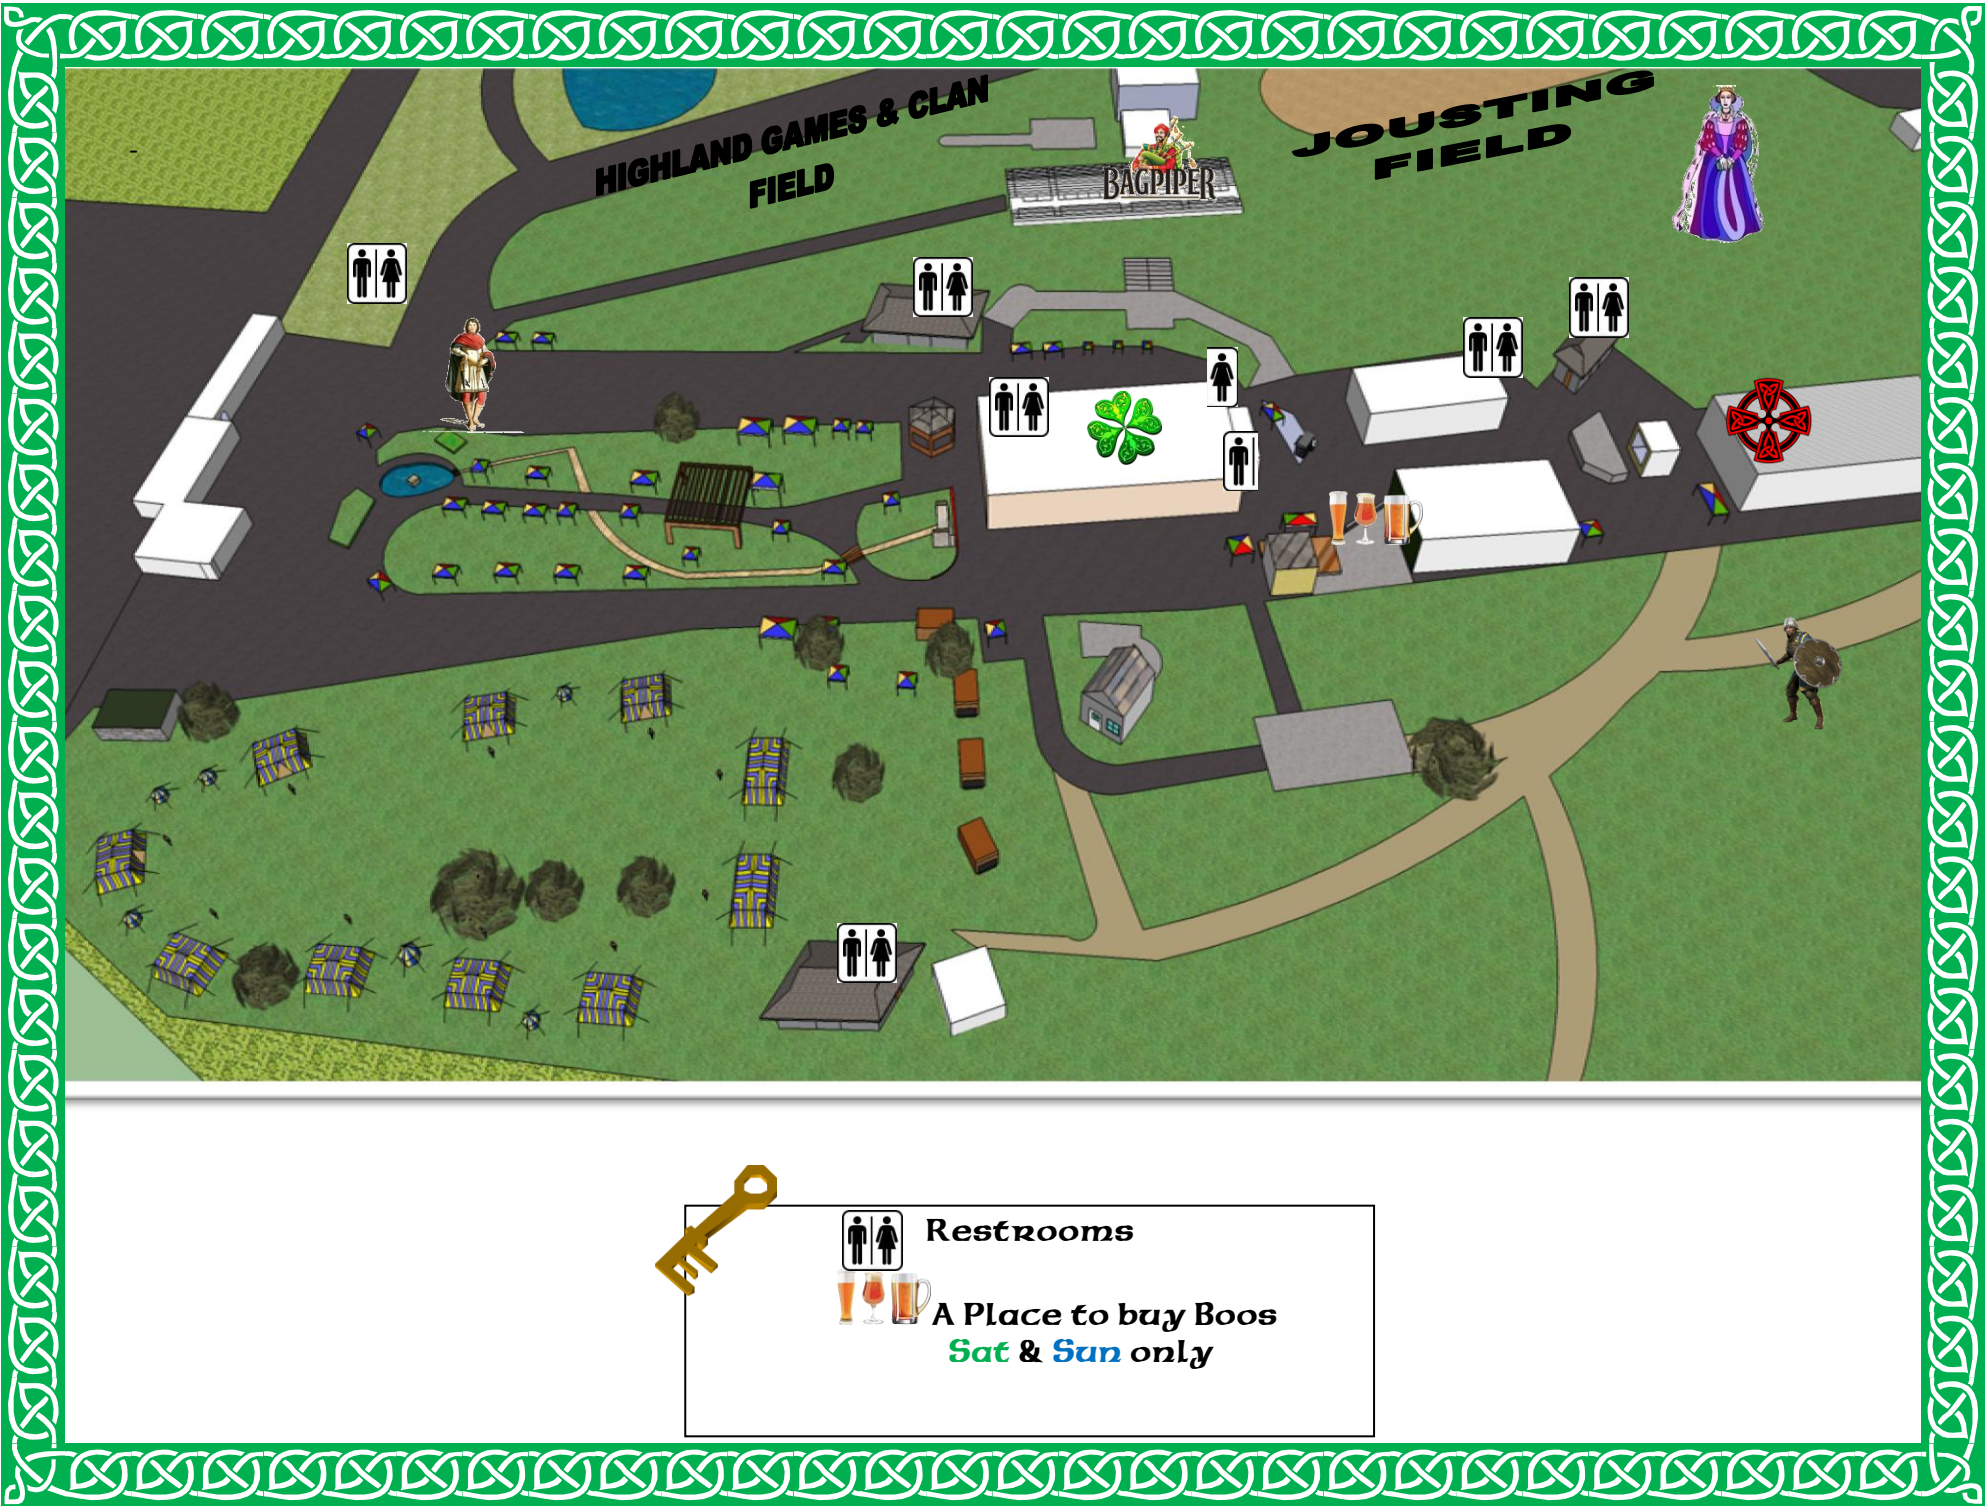 HIGHLAND GAMES & CLAN
FIELD
JOUSTING
FIELD
BAGPIPER
-
Restrooms
A Place to buy Boos
Sat & Sun only